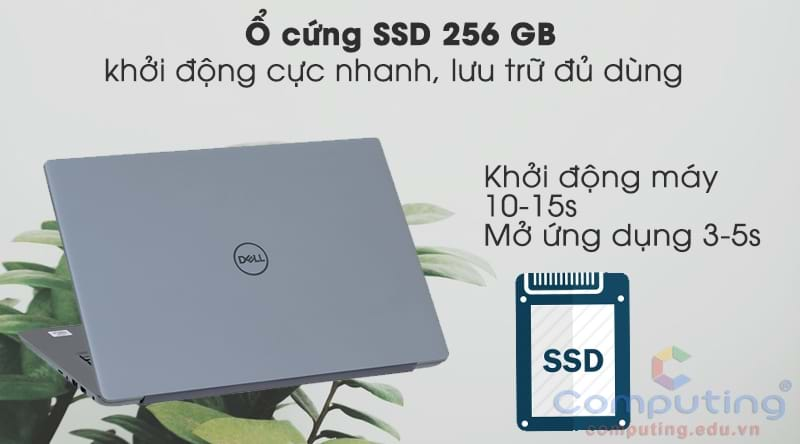 Ổ cứng SSD 256 GB
khởi động cực nhanh, lưu trữ đủ dùng
Khởi động máy
10-15s
Mở ứng dụng 3-5s
DELL
SSD
Computing®
computing.edu.vn